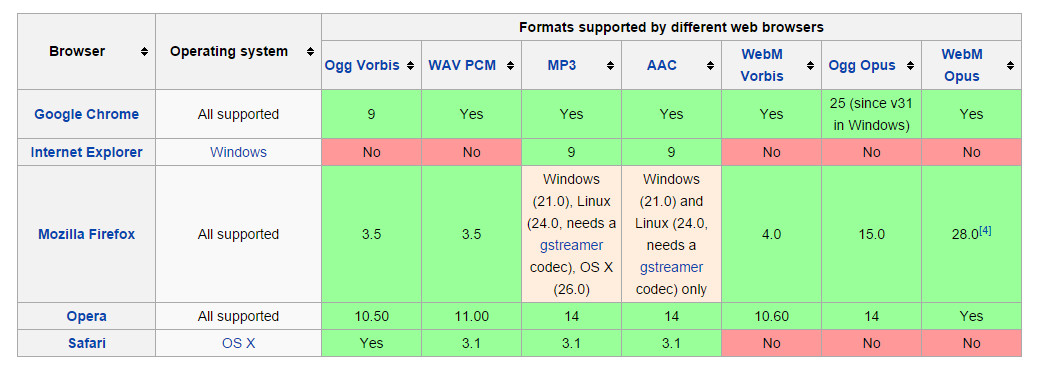 Browser
Operating system
Formats supported by different web browsers
Ogg Vorbis
WAV PCM
MP3
AAC
WebM
Vorbis
Ogg Opus
WebM
Opus
Google Chrome
All supported
9
Yes
Yes
Yes
Yes
25 (since v31
in Windows)
Yes
Internet Explorer
Windows
No
No
9
9
No
No
No
Mozilla Firefox
All supported
3.5
3.5
Windows
(21.0), Linux
(24.0, needs a
gstreamer
codec), OS X
(26.0)
Windows
(21.0) and
Linux (24.0,
needs a
gstreamer
codec) only
4.0
15.0
28.0[4]
Opera
All supported
10.50
11.00
14
14
10.60
14
Yes
Safari
OS X
Yes
3.1
3.1
3.1
No
No
No